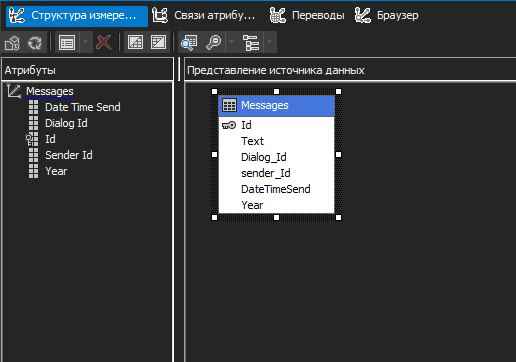 Структура измере...
Связи атрибу...
Переводы
Браузер
Атрибуты
Messages
Date Time Send
Dialog Id
Id
Sender Id
Year
Представление источника данных
Messages
Id
Text
Dialog_Id
sender_Id
DateTimeSend
Year